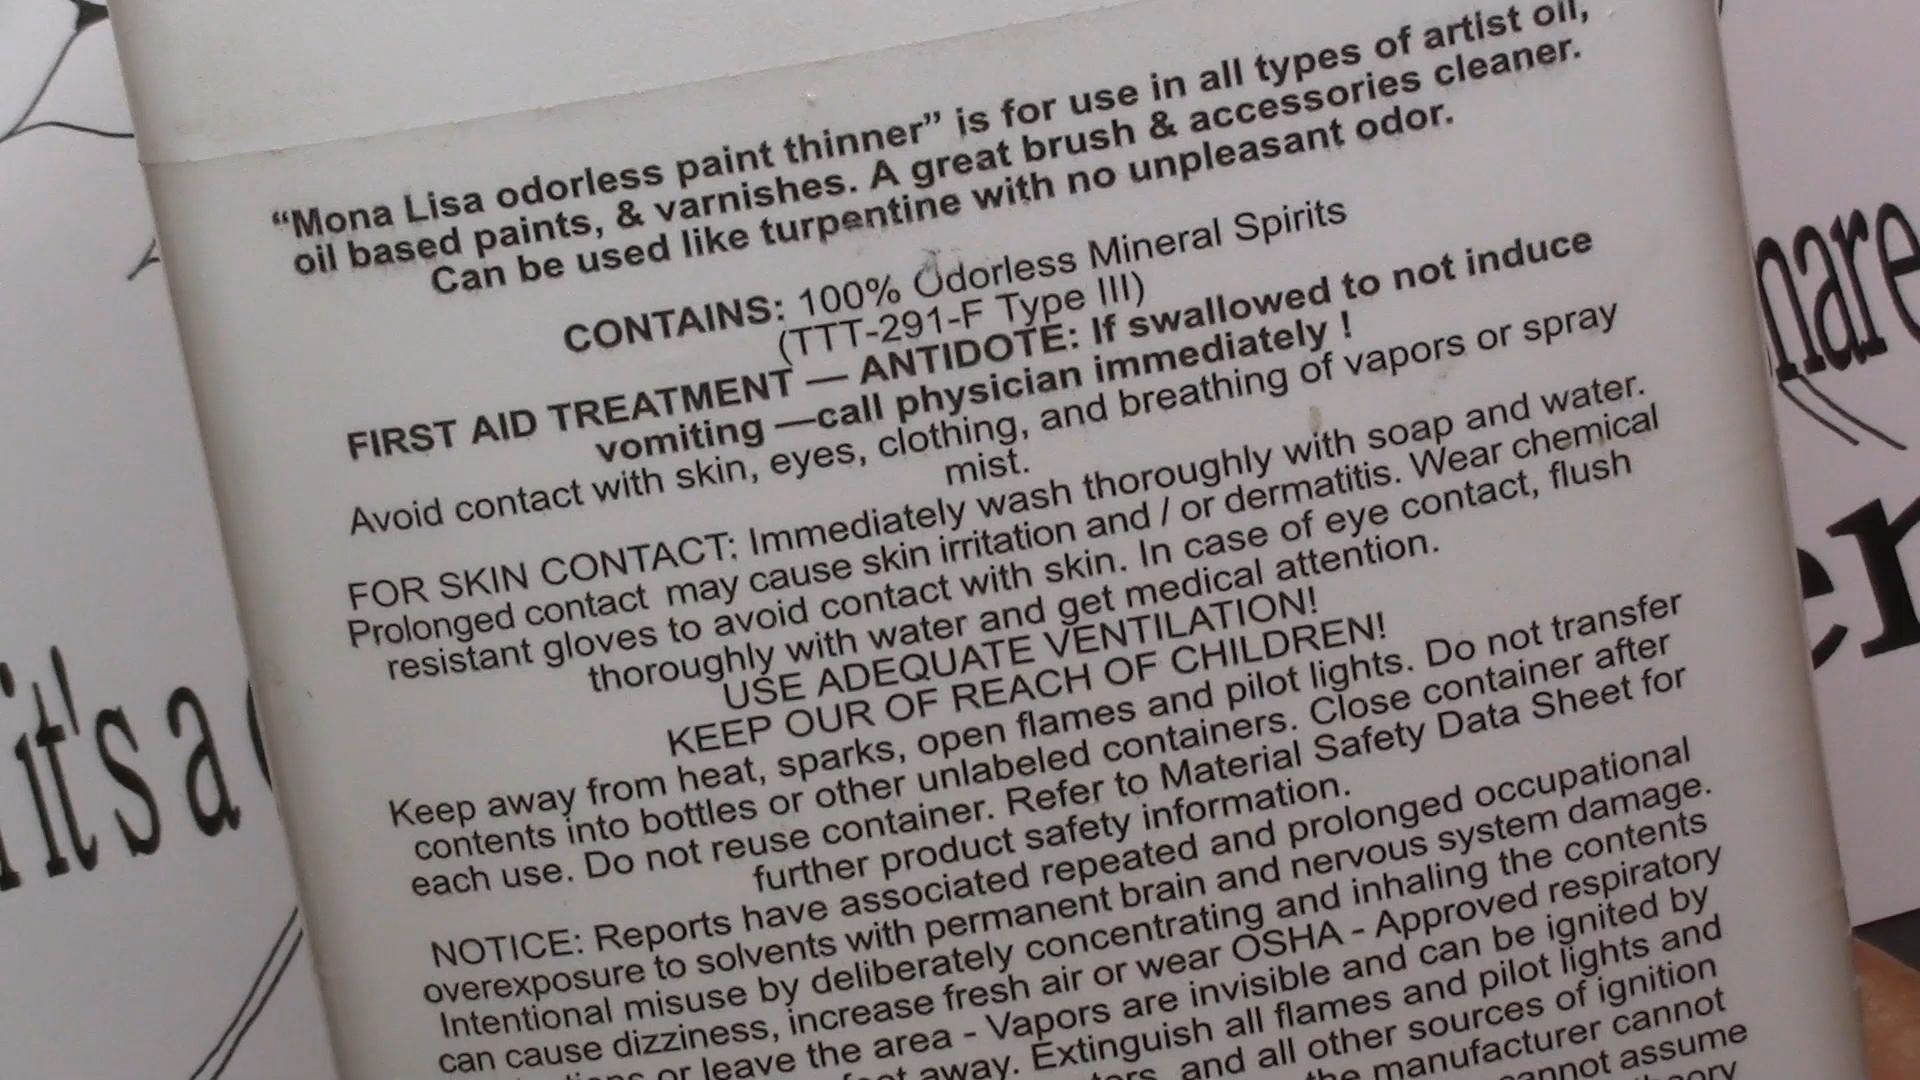 “Mona Lisa odorless paint thinner” is for use in all types of artist oil,
oil based paints, & varnishes. A great brush & accessories cleaner.
Can be used like turpentine with no unpleasant odor.
CONTAINS: 100% Odorless Mineral Spirits
(TTT-291-F Type III)
FIRST AID TREATMENT — ANTIDOTE: If swallowed to not induce
vomiting —call physician immediately !
Avoid contact with skin, eyes, clothing, and breathing of vapors or spray
mist.
FOR SKIN CONTACT: Immediately wash thoroughly with soap and water.
Prolonged contact may cause skin irritation and / or dermatitis. Wear chemical
resistant gloves to avoid contact with skin. In case of eye contact, flush
thoroughly with water and get medical attention.
USE ADEQUATE VENTILATION!
KEEP OUR OF REACH OF CHILDREN!
Keep away from heat, sparks, open flames and pilot lights. Do not transfer
contents into bottles or other unlabeled containers. Close container after
each use. Do not reuse container. Refer to Material Safety Data Sheet for
further product safety information.
NOTICE: Reports have associated repeated and prolonged occupational
overexposure to solvents with permanent brain and nervous system damage.
Intentional misuse by deliberately concentrating and inhaling the contents
can cause dizziness, increase fresh air or wear OSHA - Approved respiratory
or leave the area - Vapors are invisible and can be ignited by
away. Extinguish all flames and pilot lights and
and all other sources of ignition
manufacturer cannot
assume
it's a